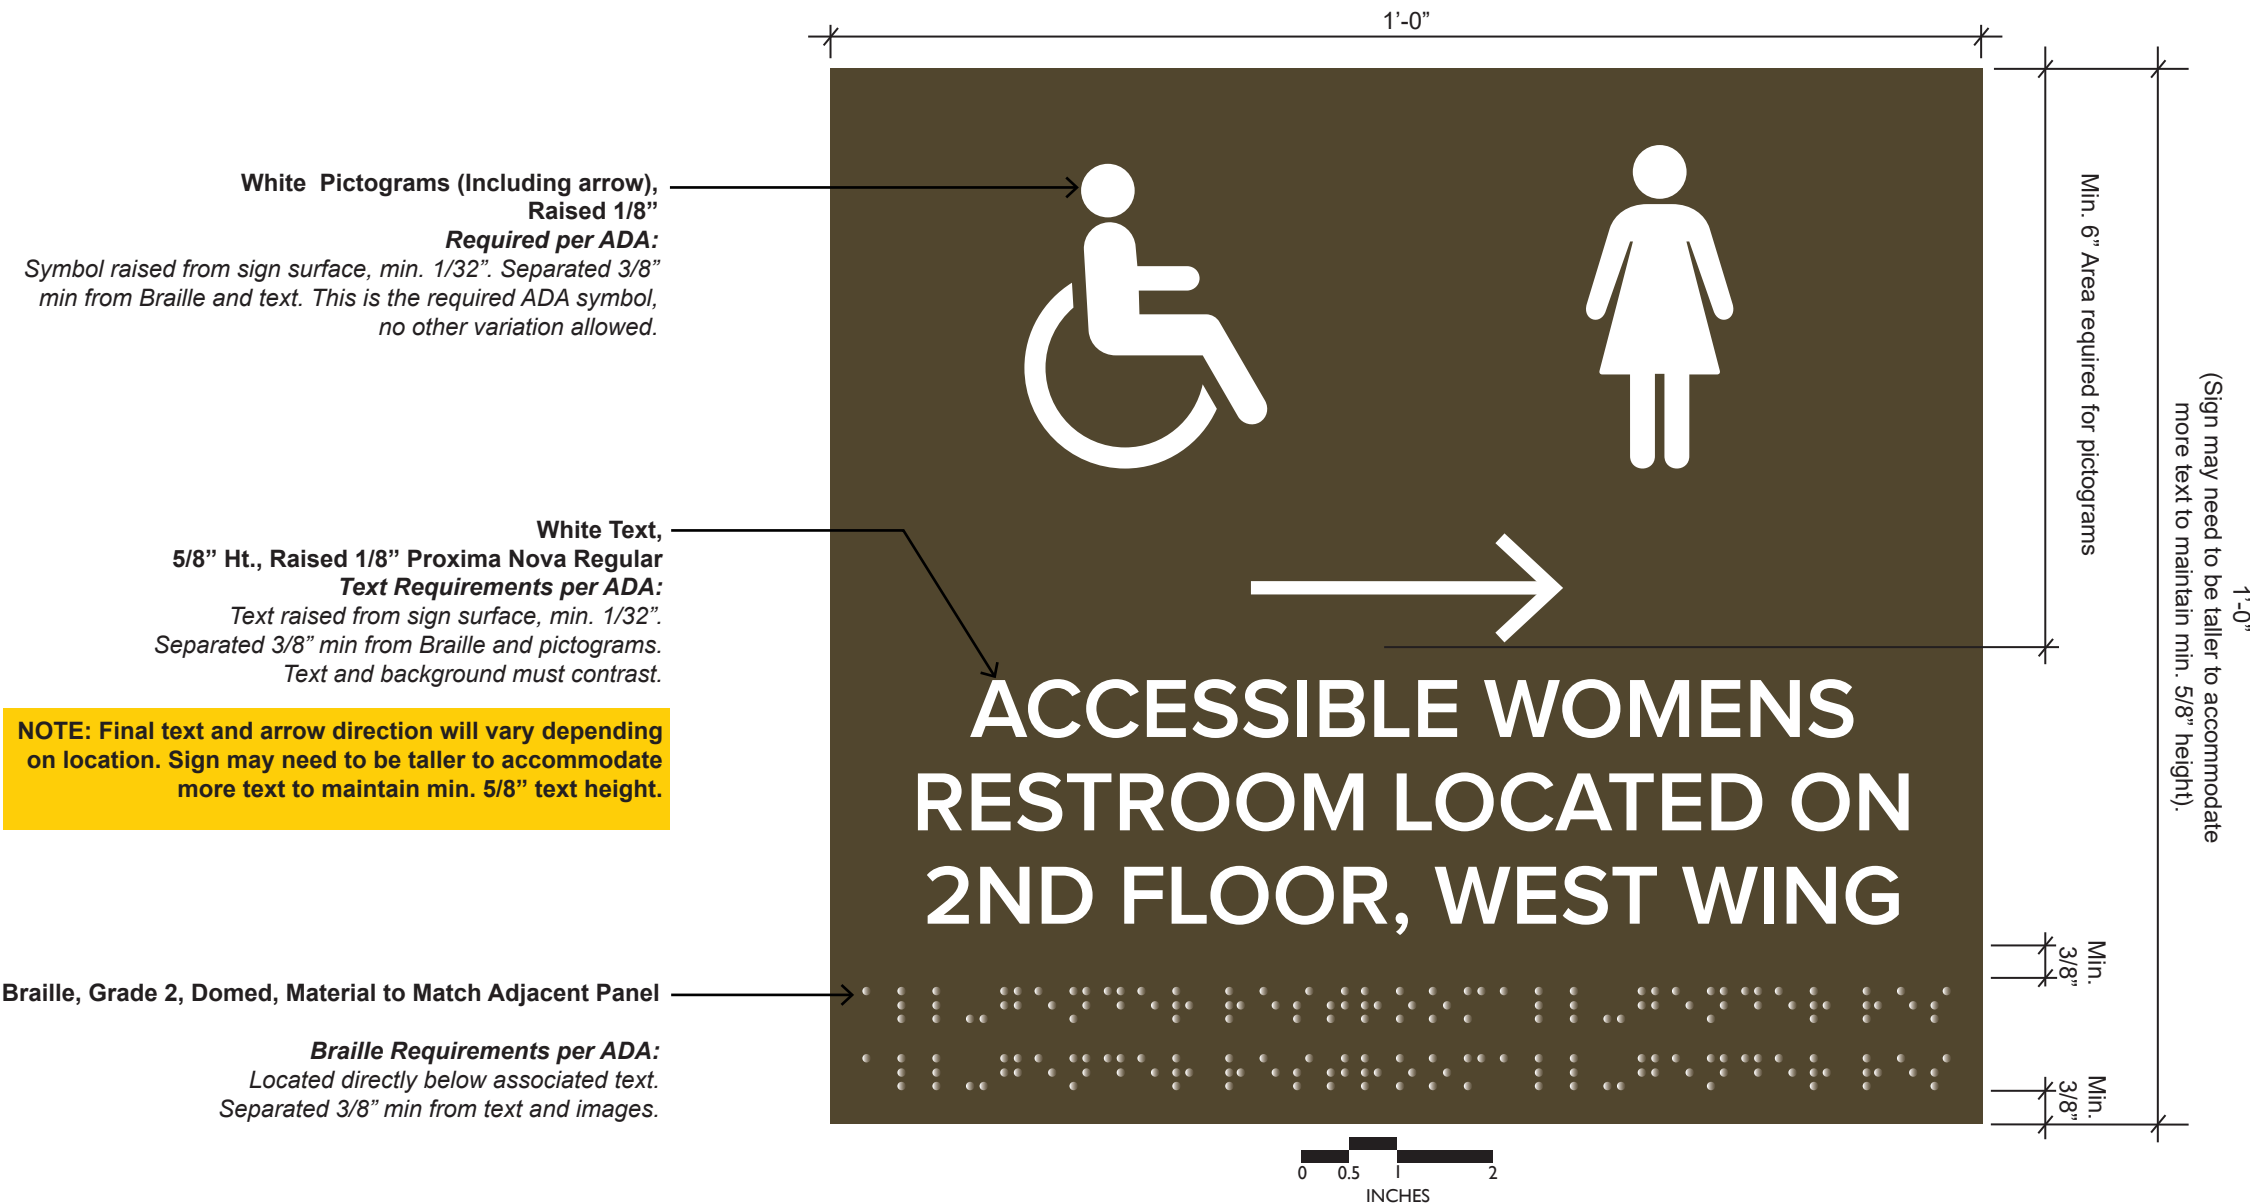 1’-0”
White  Pictograms (Including arrow),
Raised 1/8”
Required per ADA:
Symbol raised from sign surface, min. 1/32”. Separated 3/8”
min from Braille and text. This is the required ADA symbol,
no other variation allowed.
White Text,
5/8” Ht., Raised 1/8” Proxima Nova Regular
Text Requirements per ADA:
Text raised from sign surface, min. 1/32”.
Separated 3/8” min from Braille and pictograms.
Text and background must contrast.
NOTE: Final text and arrow direction will vary depending
on location. Sign may need to be taller to accommodate
more text to maintain min. 5/8” text height.
Braille, Grade 2, Domed, Material to Match Adjacent Panel
Braille Requirements per ADA:
Located directly below associated text.
Separated 3/8” min from text and images.
ACCESSIBLE WOMENS
RESTROOM LOCATED ON
2ND FLOOR, WEST WING
Min. 6” Area required for pictograms
1’-0”
(Sign may need to be taller to accommodate
more text to maintain min. 5/8” height).
Min.
3/8”
Min.
3/8”
0 0.5 1 2
INCHES